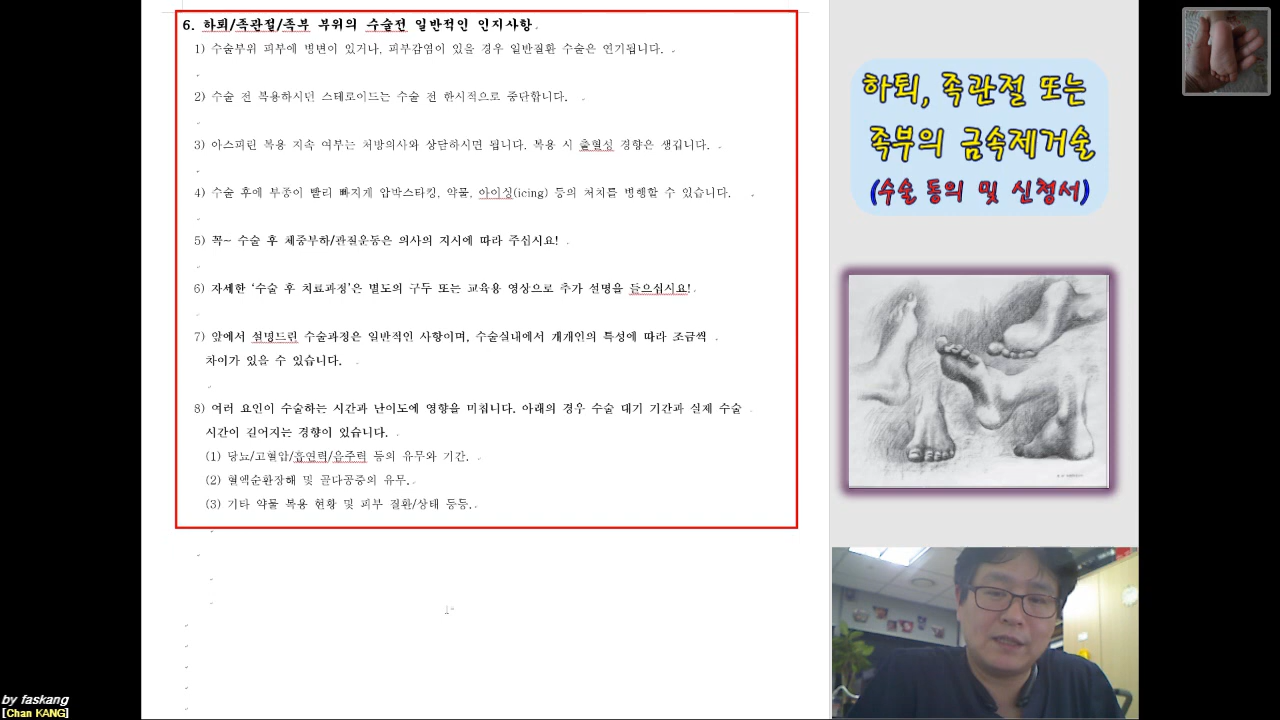 6. 하퇴/족관절/족부 부위의 수술전 일반적인 인지사항
1) 수술부위 피부에 병변이 있거나, 피부감염이 있을 경우 일반질환 수술은 연기됩니다.
2) 수술 전 복용하시던 스테로이드는 수술 전 한시적으로 중단합니다.
3) 아스피린 복용 지속 여부는 처방의사와 상담하시면 됩니다. 복용 시 출혈성 경향은 생깁니다.
4) 수술 후에 부종이 빨리 빠지게 압박스타킹, 약물, 아이싱(icing) 등의 처치를 병행할 수 있습니다.
5) 꼭~ 수술 후 체중부하/관절운동은 의사의 지시에 따라 주십시요!
6) 자세한 ‘수술 후 치료과정’은 별도의 구두 또는 교육용 영상으로 추가 설명을 들으십시요!
7) 앞에서 설명드린 수술과정은 일반적인 사항이며, 수술실내에서 개개인의 특성에 따라 조금씩
차이가 있을 수 있습니다.
8) 여러 요인이 수술하는 시간과 난이도에 영향을 미칩니다. 아래의 경우 수술 대기 기간과 실제 수술
시간이 길어지는 경향이 있습니다.
(1) 당뇨/고혈압/흡연력/음주력 등의 유무와 기간.
(2) 혈액순환장해 및 골다공증의 유무.
(3) 기타 약물 복용 현황 및 피부 질환/상태 등등.
하퇴, 족관절 또는
족부의 금속제거술
(수술 동의 및 신청서)
by faskang
[Chan KANG]